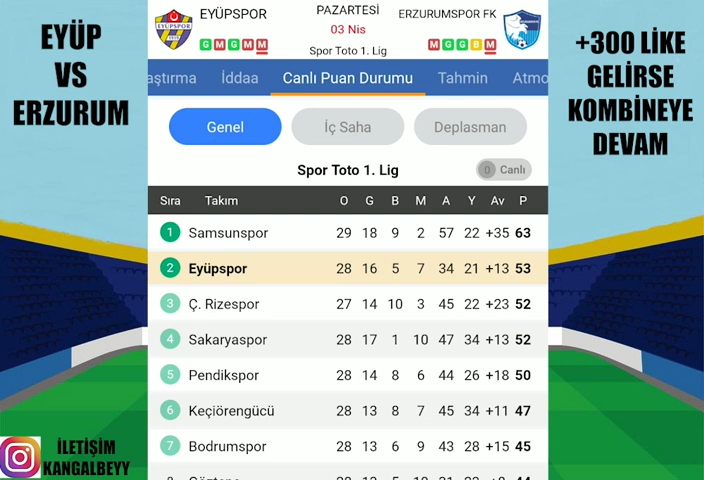 EYÜP
VS
ERZURUM
EYÜPSPOR
G M G M M
PAZARTESİ
03 Nis
Spor Toto 1. Lig
ERZURUMSPOR FK
M G G B M
+300 LİKE
GELİRSE
KOMBİNEYE
DEVAM
aştırma İddaa Canlı Puan Durumu Tahmin Atmo
Genel İç Saha Deplasman
Spor Toto 1. Lig 0 Canlı
Sıra Takım O G B M A Y Av P
1 Samsunspor 29 18 9 2 57 22 +35 63
2 Eyüpspor 28 16 5 7 34 21 +13 53
3 Ç. Rizespor 27 14 10 3 45 22 +23 52
4 Sakaryaspor 28 17 1 10 47 34 +13 52
5 Pendikspor 28 14 8 6 44 26 +18 50
6 Keçiörengücü 28 13 8 7 45 34 +11 47
7 Bodrumspor 28 13 6 9 43 28 +15 45
İLETİŞİM
KANGALBEYY